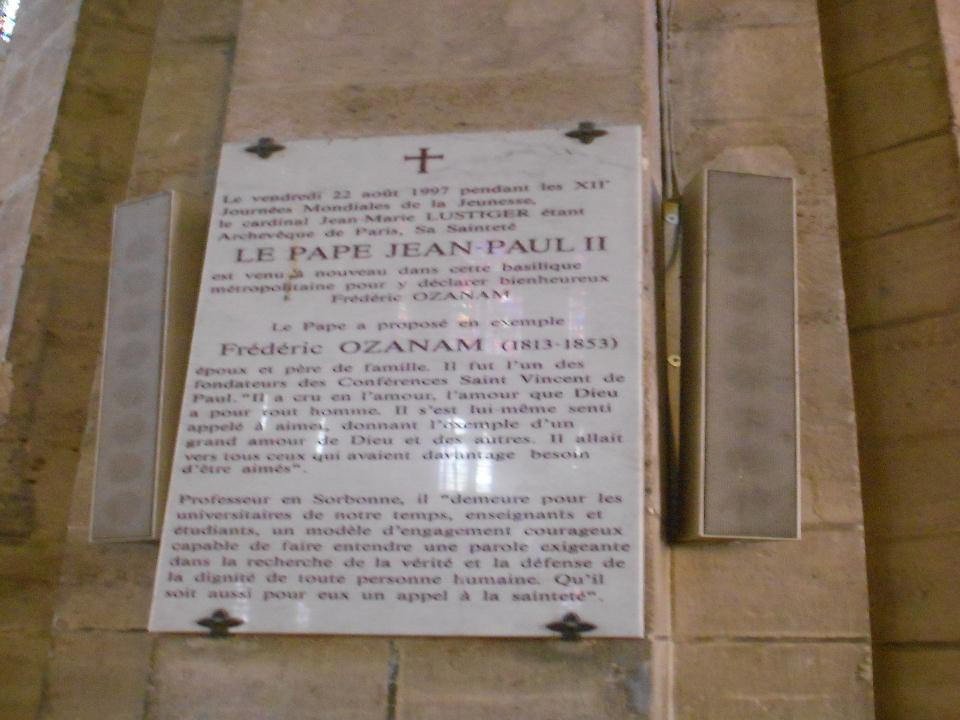 Le vendredi 22 août 1997 pendant les XIIe
Journées Mondiales de la Jeunesse,
le cardinal Jean-Marie LUSTIGER étant
Archevêque de Paris, Sa Sainteté
LE PAPE JEAN-PAUL II
est venu à nouveau dans cette basilique
métropolitaine pour y déclarer bienheureux
Frédéric OZANAM
Le Pape a proposé en exemple
Frédéric OZANAM (1813-1853)
époux et père de famille. Il fut l'un des
fondateurs des Conférences Saint Vincent de
Paul. "Il a cru en l'amour, l'amour que Dieu
a pour tout homme. Il s'est lui-même senti
appelé à aimer, donnant l'exemple d'un
grand amour de Dieu et des autres. Il allait
vers tous ceux qui avaient davantage besoin
d'être aimés".
Professeur en Sorbonne, il "demeure pour les
universitaires de notre temps, enseignants et
étudiants, un modèle d'engagement courageux
capable de faire entendre une parole exigeante
dans la recherche de la vérité et la défense de
la dignité de toute personne humaine. Qu'il
soit aussi pour eux un appel à la sainteté".